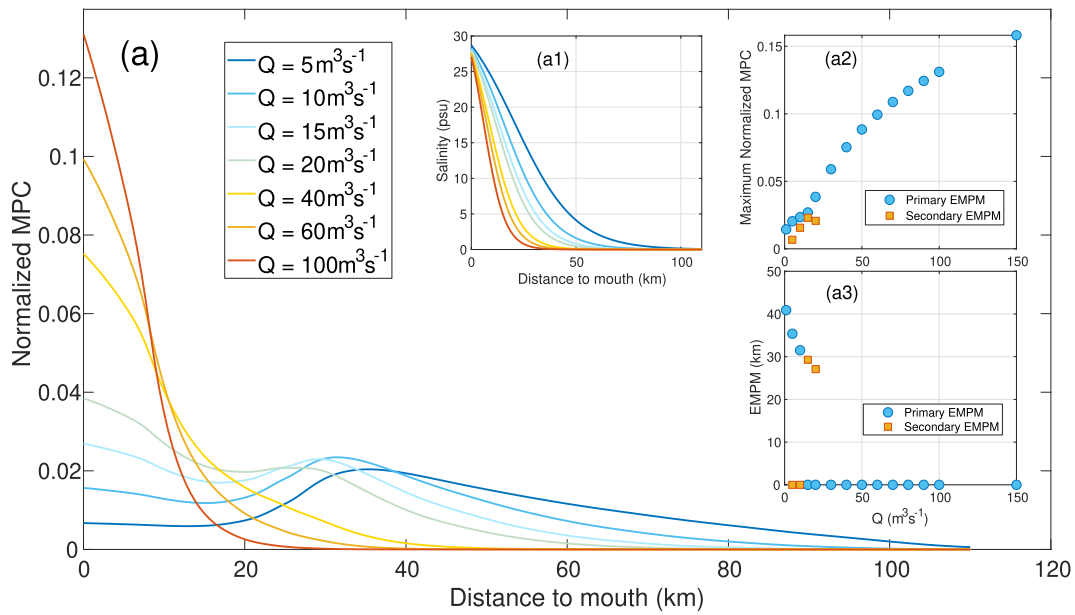 (a)
Normalized MPC
0.12
0.1
0.08
0.06
0.04
0.02
0
0
20
40
60
80
100
120
Distance to mouth (km)
Q = 5m³s⁻¹
Q = 10m³s⁻¹
Q = 15m³s⁻¹
Q = 20m³s⁻¹
Q = 40m³s⁻¹
Q = 60m³s⁻¹
Q = 100m³s⁻¹
(a1)
Salinity (psu)
30
25
20
15
10
5
0
0
50
100
Distance to mouth (km)
(a2)
Maximum Normalized MPC
0.15
0.1
0.05
0
0
50
100
150
Primary EMPM
Secondary EMPM
(a3)
EMPM (km)
50
40
30
20
10
0
0
50
100
150
Primary EMPM
Secondary EMPM
Q (m³s⁻¹)